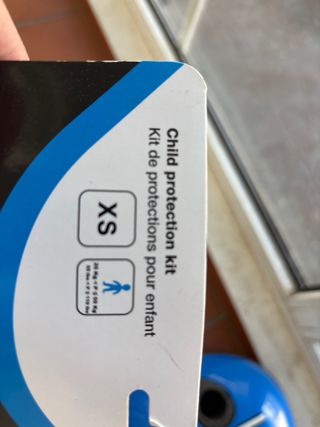 Child protection kit
Kit de protections pour enfant
XS